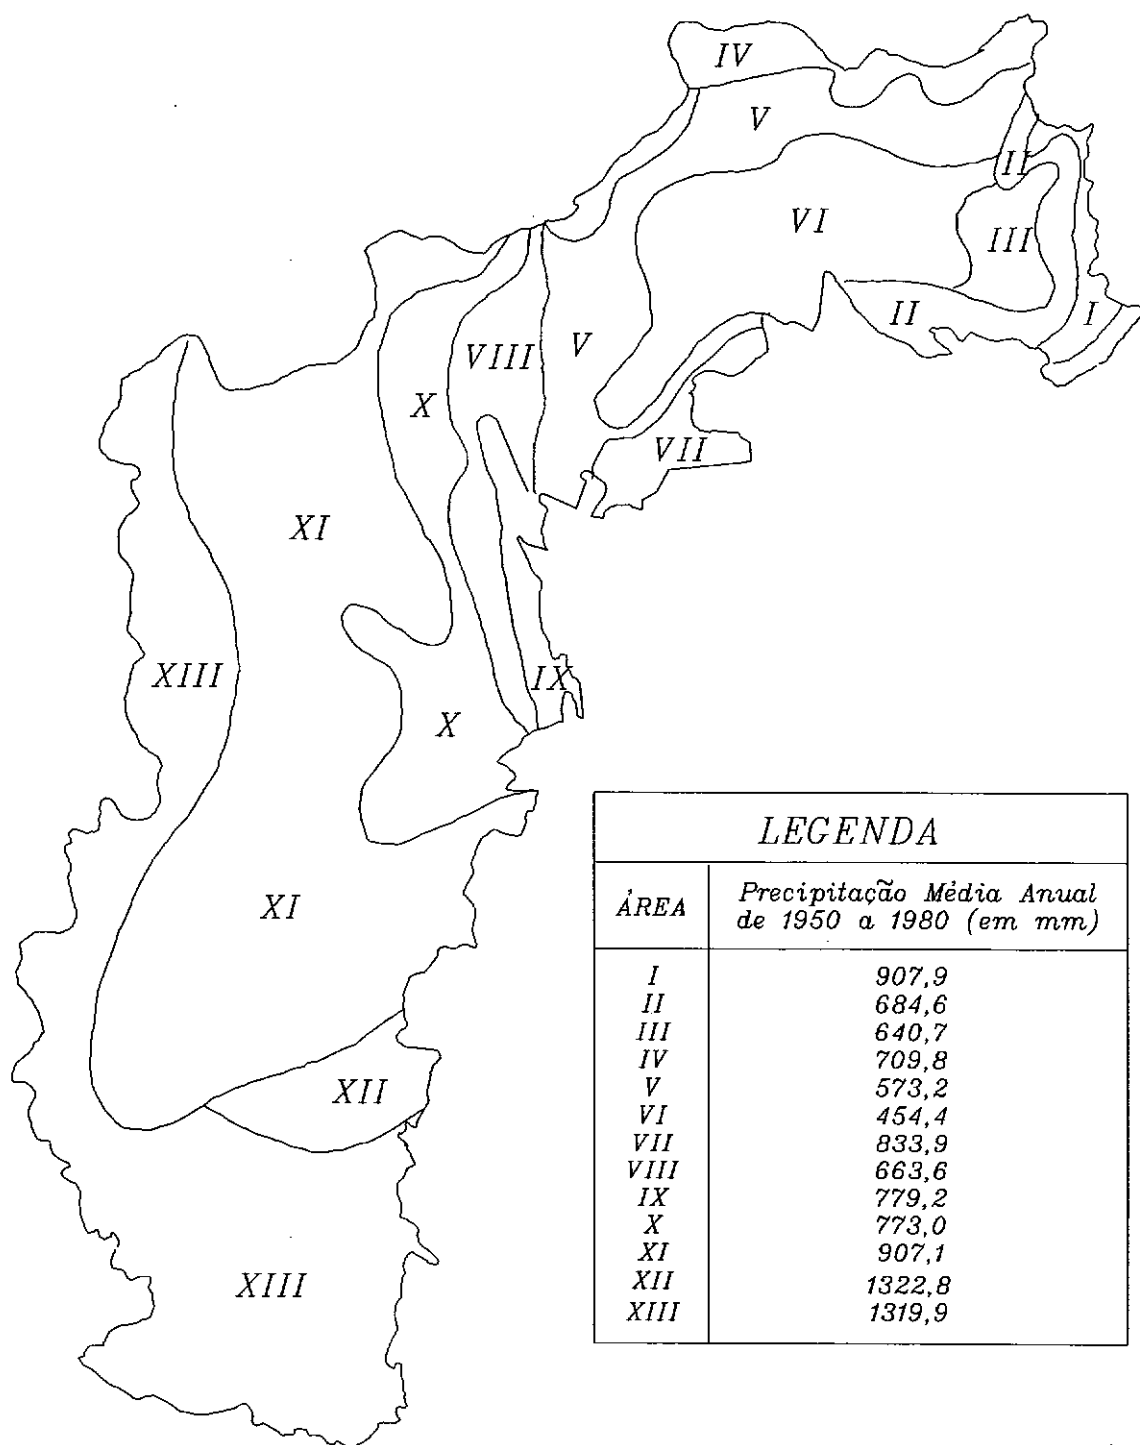 IV
V
II
VI
III
II
I
VIII
V
X
VII
XI
XIII
IX
X
XI
XII
XIII
LEGENDA
ÁREA Precipitação Média Anual
de 1950 a 1980 (em mm)
I 907,9
II 684,6
III 640,7
IV 709,8
V 573,2
VI 454,4
VII 833,9
VIII 663,6
IX 779,2
X 773,0
XI 907,1
XII 1322,8
XIII 1319,9